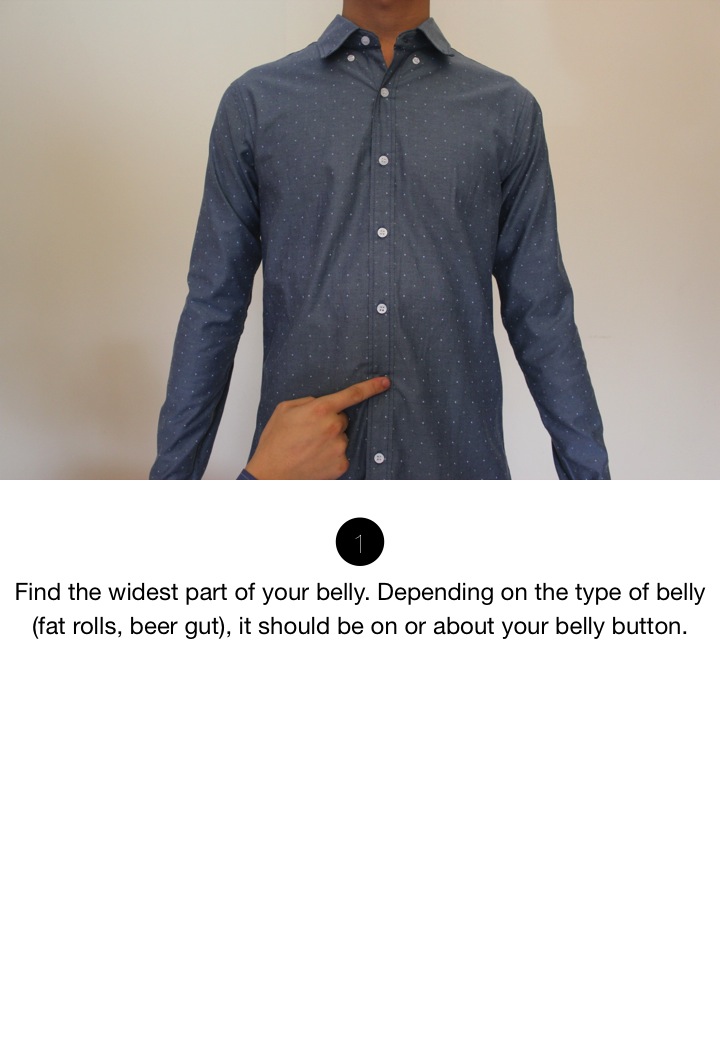 1
Find the widest part of your belly. Depending on the type of belly
(fat rolls, beer gut), it should be on or about your belly button.